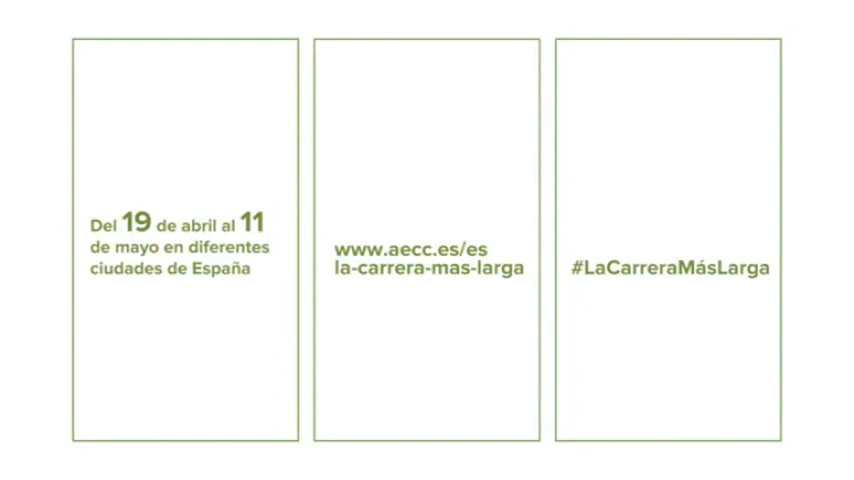 Del 19 de abril al 11
de mayo en diferentes
ciudades de España
www.aecc.es/es
la-carrera-mas-larga
#LaCarreraMásLarga